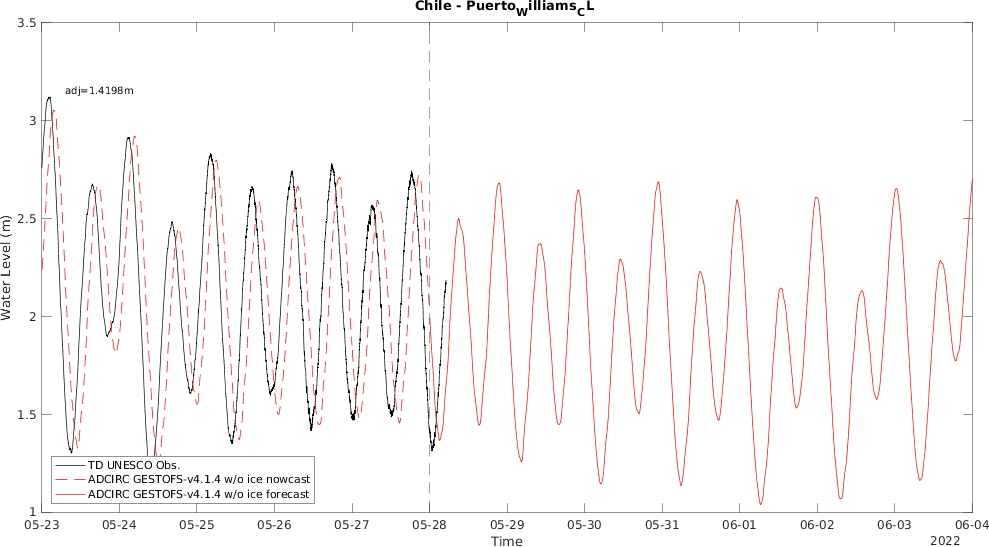 Chile - PuertoWilliamsCL
adj=1.4198m
3.5
3
2.5
2
1.5
1
Water Level (m)
TD UNESCO Obs.
ADCIRC GESTOFS-v4.1.4 w/o ice nowcast
ADCIRC GESTOFS-v4.1.4 w/o ice forecast
05-23 05-24 05-25 05-26 05-27 05-28 05-29 05-30 05-31 06-01 06-02 06-03 06-04
Time
2022